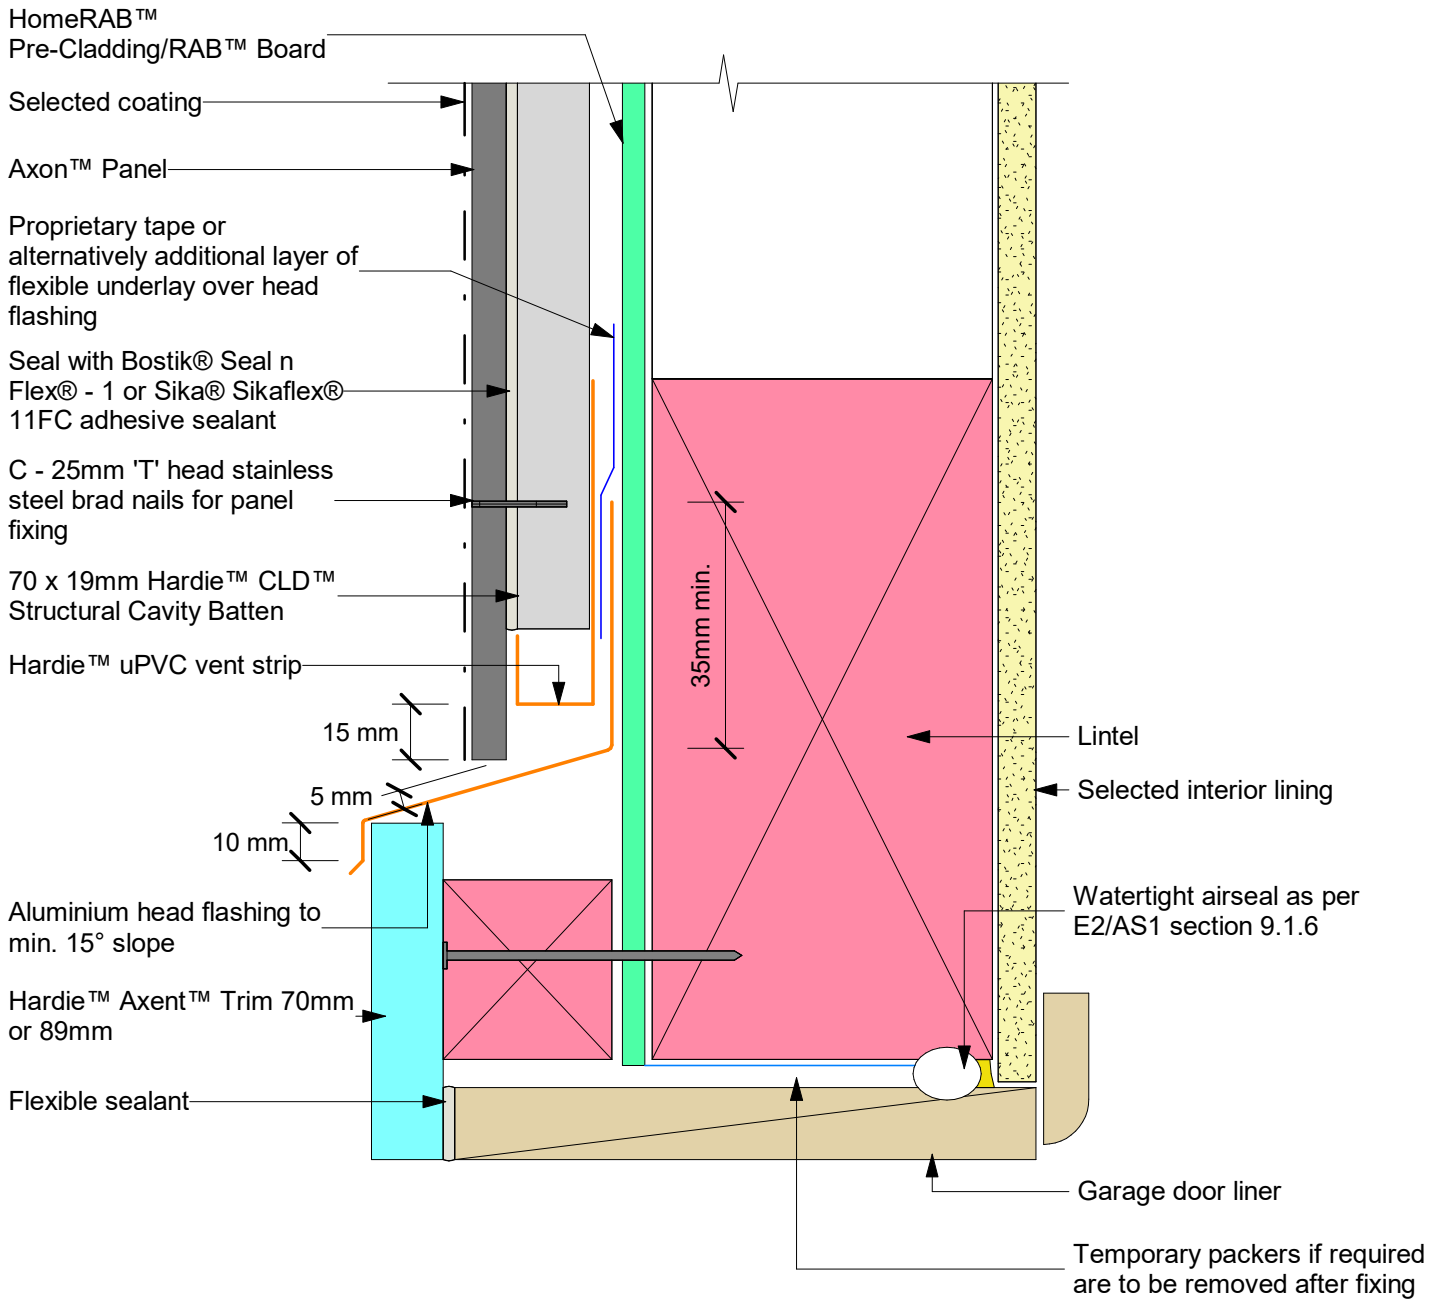 HomeRAB™
Pre-Cladding/RAB™ Board
Selected coating
Axon™ Panel
Proprietary tape or
alternatively additional layer of
flexible underlay over head
flashing
Seal with Bostik® Seal n
Flex® - 1 or Sika® Sikaflex®
11FC adhesive sealant
C - 25mm 'T' head stainless
steel brad nails for panel
fixing
70 x 19mm Hardie™ CLD™
Structural Cavity Batten
Hardie™ uPVC vent strip
15 mm
5 mm
10 mm
Aluminium head flashing to
min. 15° slope
Hardie™ Axent™ Trim 70mm
or 89mm
Flexible sealant
35mm min.
Lintel
Selected interior lining
Watertight airseal as per
E2/AS1 section 9.1.6
Garage door liner
Temporary packers if required
are to be removed after fixing